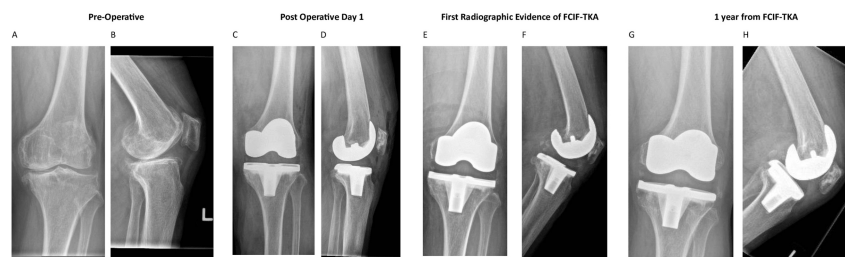 Pre-Operative
Post Operative Day 1
First Radiographic Evidence of FCIF-TKA
1 year from FCIF-TKA
A
B
C
D
E
F
G
H
L